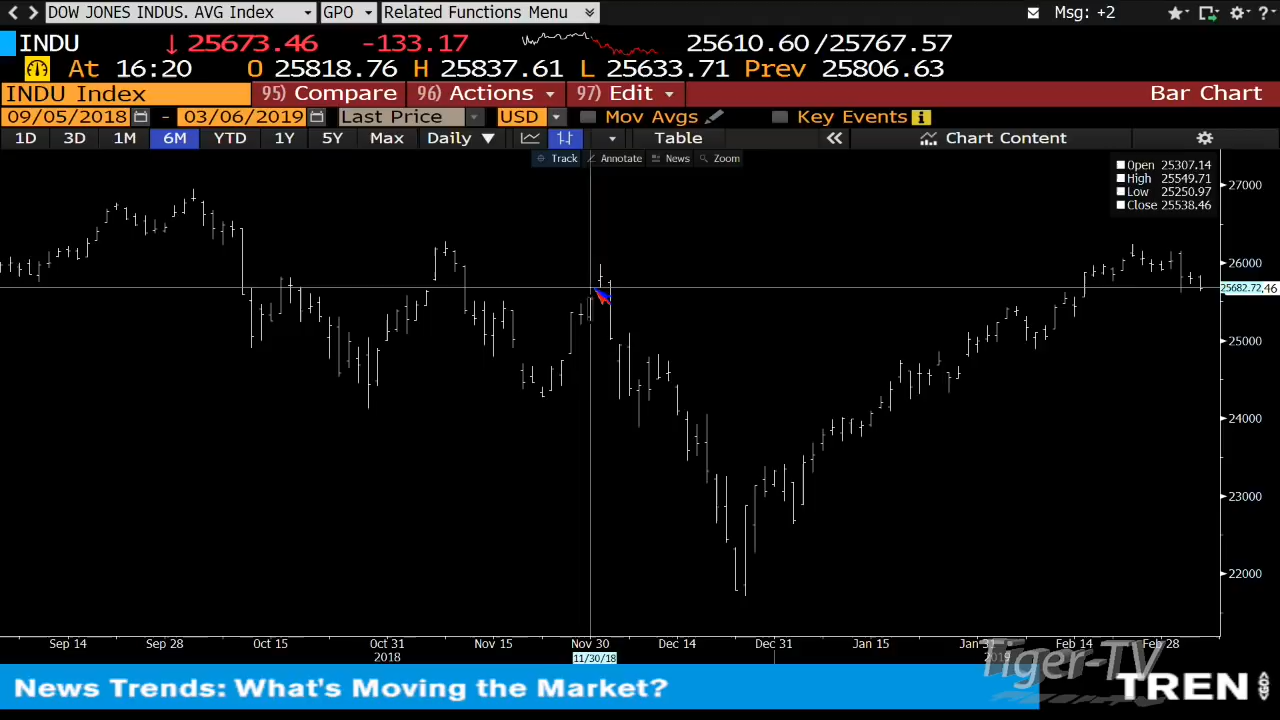 DOW JONES INDUS. AVG Index GPO Related Functions Menu Msg: +2
INDU ↓ 25673.46 -133.17 25610.60/25767.57
At 16:20 O 25818.76 H 25837.61 L 25633.71 Prev 25806.63
INDU Index 95) Compare 96) Actions 97) Edit Bar Chart
09/05/2018 - 03/06/2019 Last Price USD Mov Avgs Key Events
1D 3D 1M 6M YTD 1Y 5Y Max Daily ▼ Table « Chart Content
Track Annotate News Zoom
Open 25307.14
High 25549.71
Low 25250.97
Close 25538.46
27000
26000
25682.72 .46
25000
24000
23000
22000
Sep 14 Sep 28 Oct 15 Oct 31 Nov 15 Nov 30 Dec 14 Dec 31 Jan 15 Jan 31 Feb 14 Feb 28
2018 11/30/18 2019
Tiger-TV
News Trends: What's Moving the Market? TREN